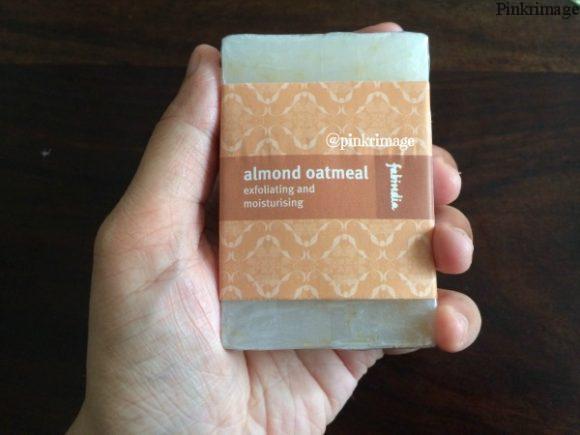 Pinkrimage
@pinkrimage
almond oatmeal
exfoliating and
moisturising
fabindia